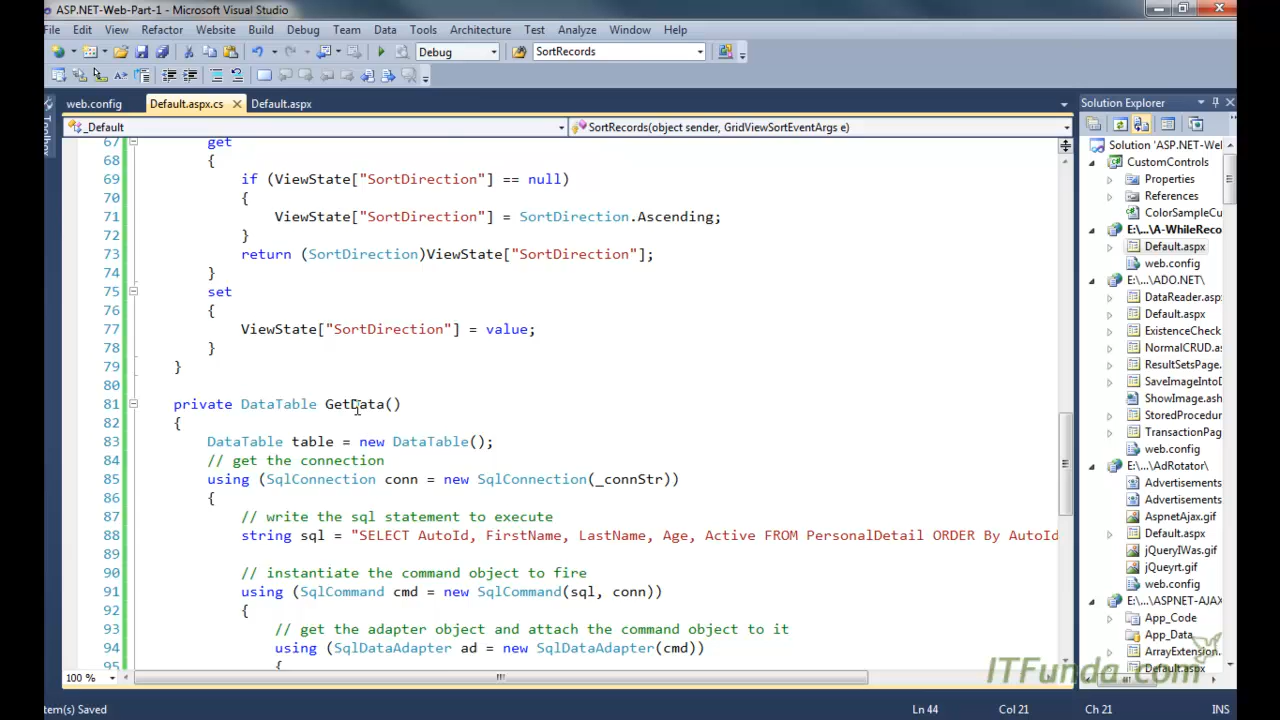 ASP.NET-Web-Part-1 - Microsoft Visual Studio
File Edit View Refactor Website Build Debug Team Data Tools Architecture Test Analyze Window Help
Debug SortRecords
web.config Default.aspx.cs Default.aspx
_Default SortRecords(object sender, GridViewSortEventArgs e)
67 get
68 {
69 if (ViewState["SortDirection"] == null)
70 {
71 ViewState["SortDirection"] = SortDirection.Ascending;
72 }
73 return (SortDirection)ViewState["SortDirection"];
74 }
75 set
76 {
77 ViewState["SortDirection"] = value;
78 }
79 }
80
81 private DataTable GetData()
82 {
83 DataTable table = new DataTable();
84 // get the connection
85 using (SqlConnection conn = new SqlConnection(_connStr))
86 {
87 // write the sql statement to execute
88 string sql = "SELECT AutoId, FirstName, LastName, Age, Active FROM PersonalDetail ORDER By AutoId
89
90 // instantiate the command object to fire
91 using (SqlCommand cmd = new SqlCommand(sql, conn))
92 {
93 // get the adapter object and attach the command object to it
94 using (SqlDataAdapter ad = new SqlDataAdapter(cmd))
95 {
100 %
Toolbox
Solution Explorer
Solution 'ASP.NET-We
CustomControls
Properties
References
ColorSampleCu
E:\...\A-WhileReco
Default.aspx
web.config
E:\...\ADO.NET\
DataReader.asp
Default.aspx
ExistenceCheck
NormalCRUD.as
ResultSetsPage.
SaveImageIntoD
ShowImage.ash
StoredProcedur
TransactionPag
web.config
E:\...\AdRotator\
Advertisements
Advertisements
AspnetAjax.gif
Default.aspx
jQueryIWas.gif
jQueyrt.gif
web.config
E:\...\ASPNET-AJAX
App_Code
App_Data
ArrayExtension.
Default.aspx
ITFunda.com
tem(s) Saved Ln 44 Col 21 Ch 21 INS